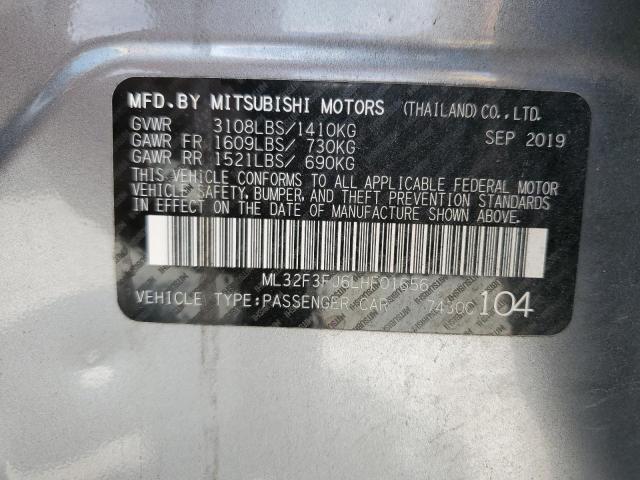 MFD.BY MITSUBISHI MOTORS (THAILAND)CO.,LTD.
GVWR 3108LBS/1410KG SEP 2019
GAWR FR 1609LBS/ 730KG
GAWR RR 1521LBS/ 690KG
THIS VEHICLE CONFORMS TO ALL APPLICABLE FEDERAL MOTOR
VEHICLE SAFETY, BUMPER, AND THEFT PREVENTION STANDARDS
IN EFFECT ON THE DATE OF MANUFACTURE SHOWN ABOVE.
ML32F3FJ6LHF01656
VEHICLE TYPE:PASSENGER CAR 7430C 104